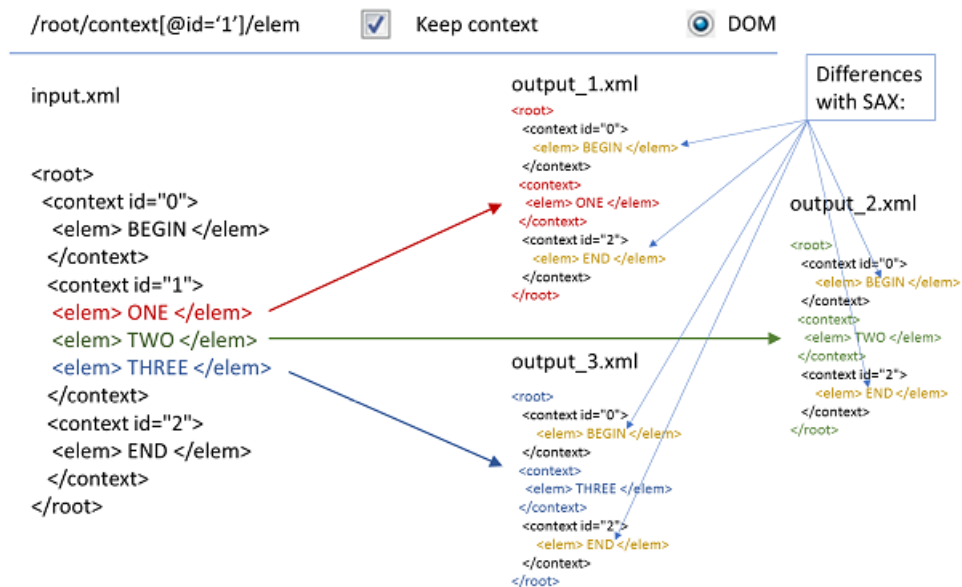 /root/context[@id=‘1’]/elem
Keep context
DOM
input.xml
<root>
<context id="0">
<elem> BEGIN </elem>
</context>
<context id="1">
<elem> ONE </elem>
<elem> TWO </elem>
<elem> THREE </elem>
</context>
<context id="2">
<elem> END </elem>
</context>
</root>
output_1.xml
<root>
<context id="0">
<elem> BEGIN </elem>
</context>
<context>
<elem> ONE </elem>
</context>
<context id="2">
<elem> END </elem>
</context>
</root>
output_3.xml
<root>
<context id="0">
<elem> BEGIN </elem>
</context>
<context>
<elem> THREE </elem>
</context>
<context id="2">
<elem> END </elem>
</context>
</root>
Differences
with SAX:
output_2.xml
<root>
<context id="0">
<elem> BEGIN </elem>
</context>
<context>
<elem> TWO </elem>
</context>
<context id="2">
<elem> END </elem>
</context>
</root>